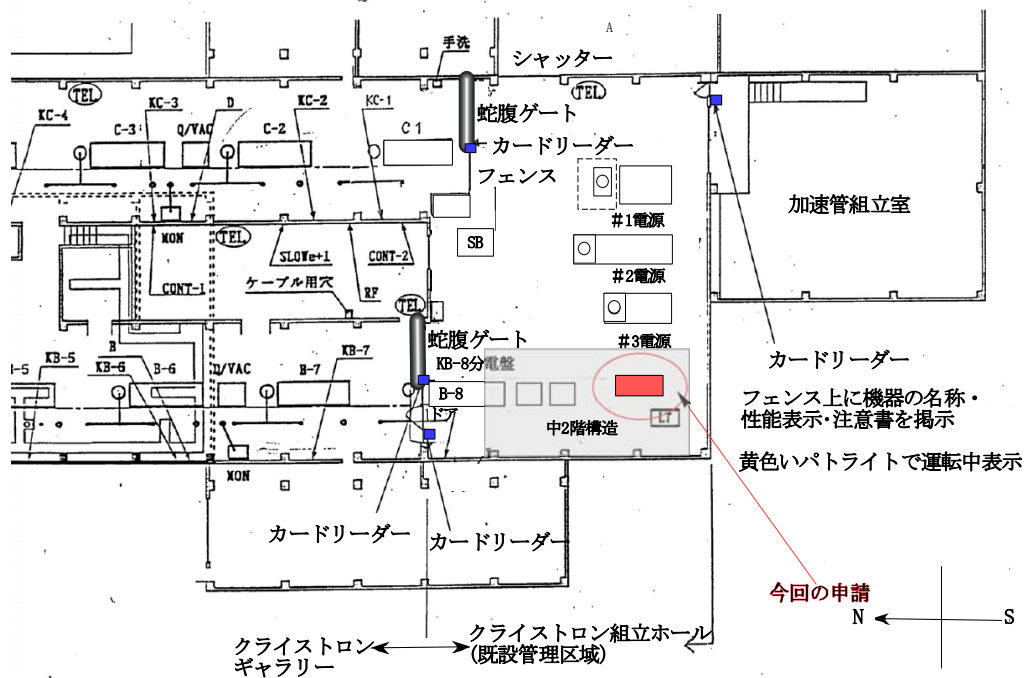 A
シャッター
手洗
TEL
KC-3
D
KC-2
KC-1
TEL
蛇腹ゲート
KC-4
C-3
Q/VAC
C-2
C1
カードリーダー
フェンス
#1電源
加速管組立室
MON
TEL
SB
SLOWe+i
CONT-2
#2電源
CONT-1
ケーブル用穴
RF
TEL
#3電源
蛇腹ゲート
カードリーダー
KB-5
B
KB-6
B-6
KB-7
KB-8分電盤
-5
Q/VAC
B-7
B-8
フェンス上に機器の名称・
性能表示・注意書を掲示
ドア
中2階構造
LT
黄色いパトライトで運転中表示
MON
カードリーダー
カードリーダー
今回の申請
N
S
クライストロン
ギャラリー
クライストロン組立ホール
(既設管理区域)